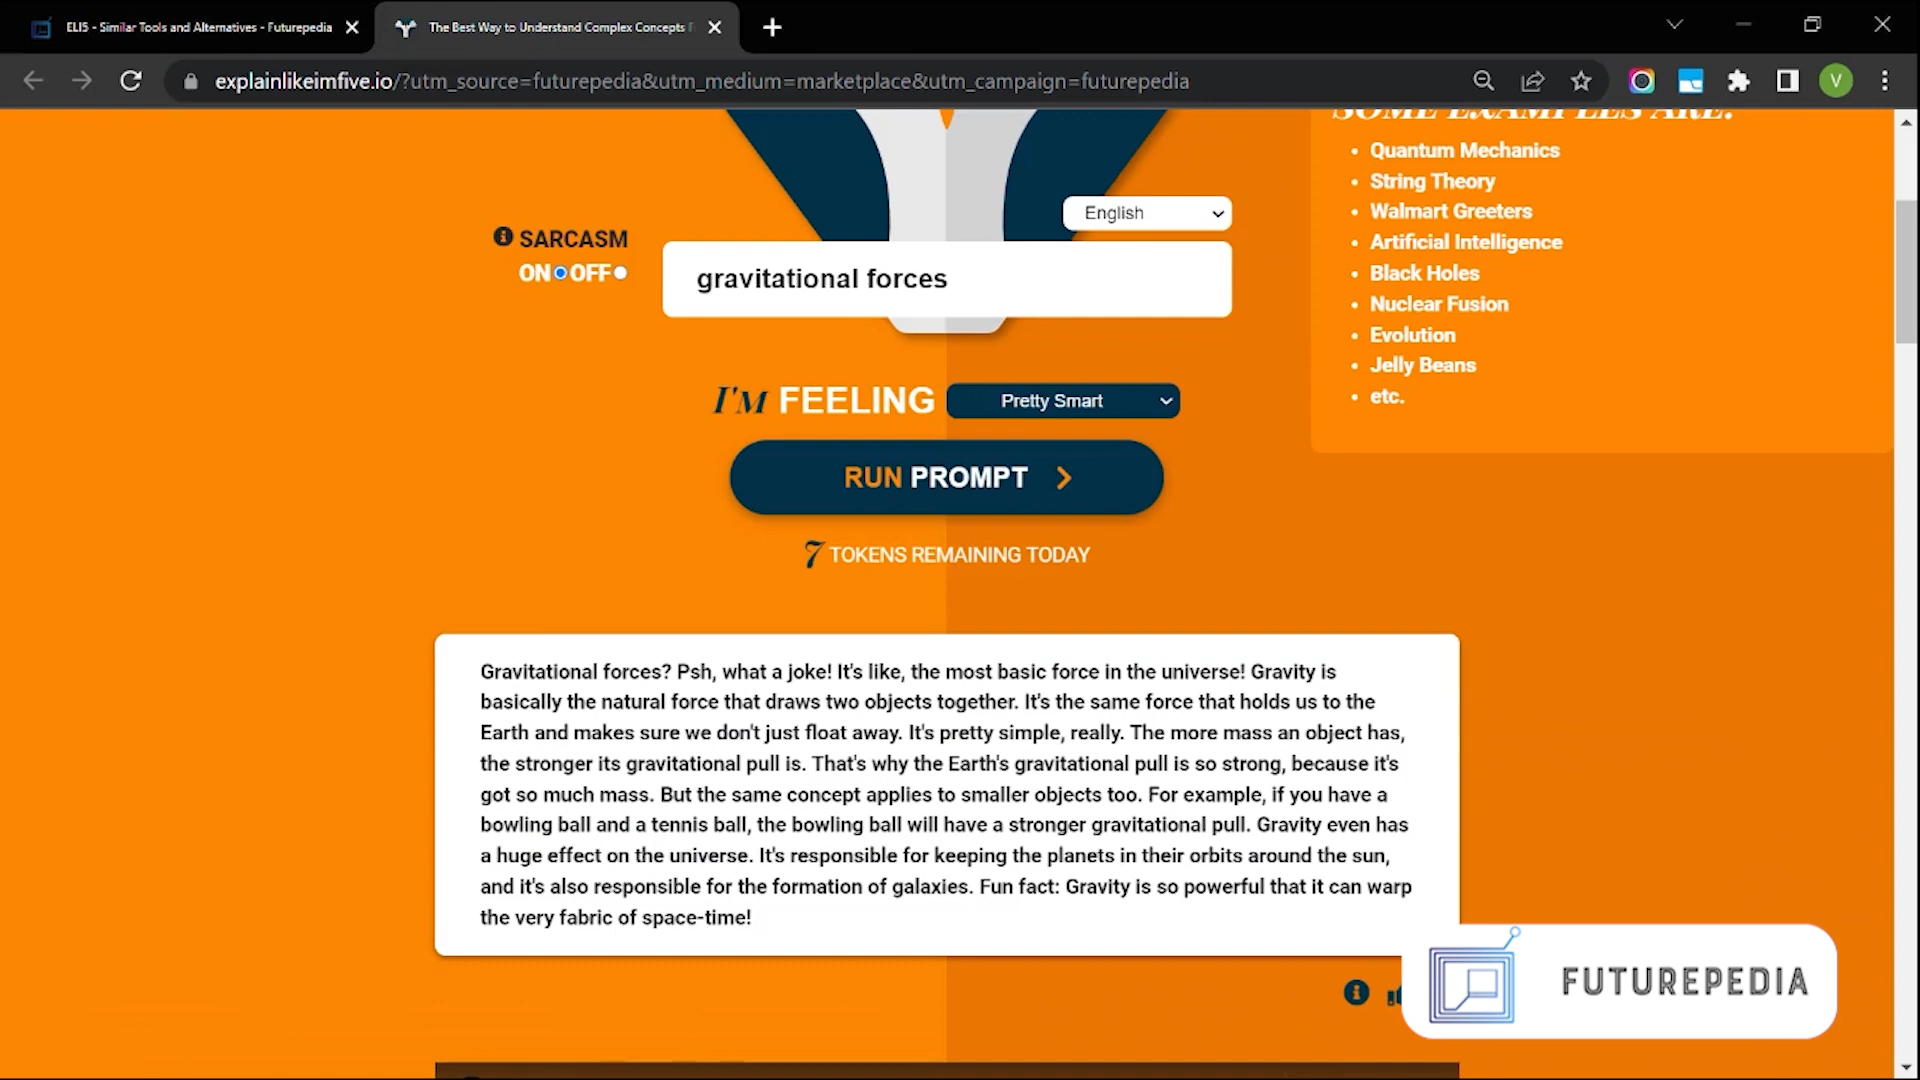 ELI5 - Similar Tools and Alternatives - Futurepedia
The Best Way to Understand Complex Concepts
explainlikeimfive.io/?utm_source=futurepedia&utm_medium=marketplace&utm_campaign=futurepedia
V
SOME EXAMPLES ARE:
• Quantum Mechanics
• String Theory
• Walmart Greeters
• Artificial Intelligence
• Black Holes
• Nuclear Fusion
• Evolution
• Jelly Beans
• etc.
English
SARCASM
ON OFF
gravitational forces
I'M FEELING Pretty Smart
RUN PROMPT
7 TOKENS REMAINING TODAY
Gravitational forces? Psh, what a joke! It's like, the most basic force in the universe! Gravity is
basically the natural force that draws two objects together. It's the same force that holds us to the
Earth and makes sure we don't just float away. It's pretty simple, really. The more mass an object has,
the stronger its gravitational pull is. That's why the Earth's gravitational pull is so strong, because it's
got so much mass. But the same concept applies to smaller objects too. For example, if you have a
bowling ball and a tennis ball, the bowling ball will have a stronger gravitational pull. Gravity even has
a huge effect on the universe. It's responsible for keeping the planets in their orbits around the sun,
and it's also responsible for the formation of galaxies. Fun fact: Gravity is so powerful that it can warp
the very fabric of space-time!
FUTUREPEDIA